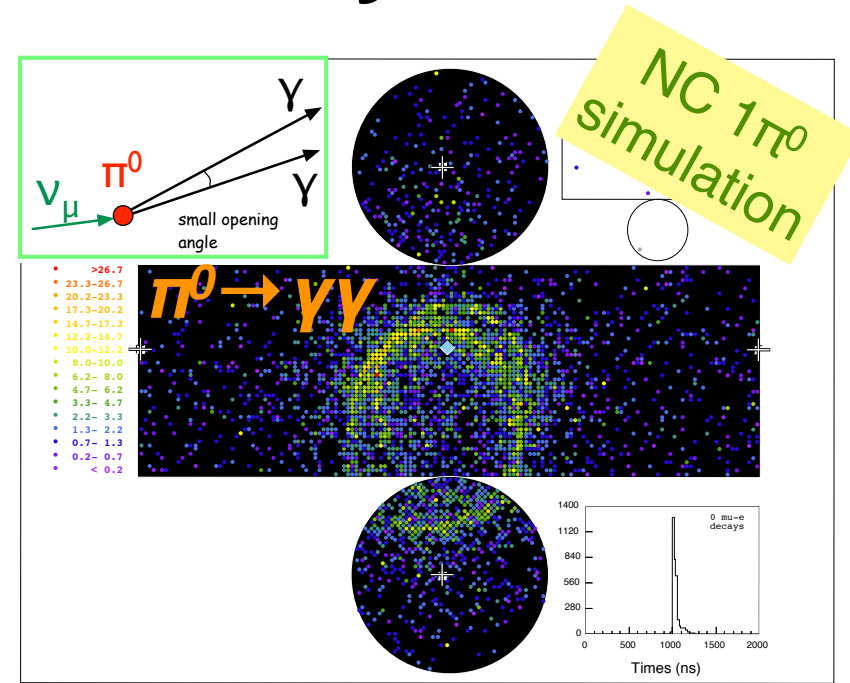 γ
NC 1π⁰
simulation
π⁰
γ
ν_μ
small opening
angle
π⁰→ γγ
>26.7
23.3-26.7
20.2-23.3
17.3-20.2
14.7-17.3
12.2-14.7
10.0-12.2
8.0-10.0
6.2- 8.0
4.7- 6.2
3.3- 4.7
2.2- 3.3
1.3- 2.2
0.7- 1.3
0.2- 0.7
< 0.2
0 mu-e
decays
1400
1120
840
560
280
0
0 500 1000 1500 2000
Times (ns)